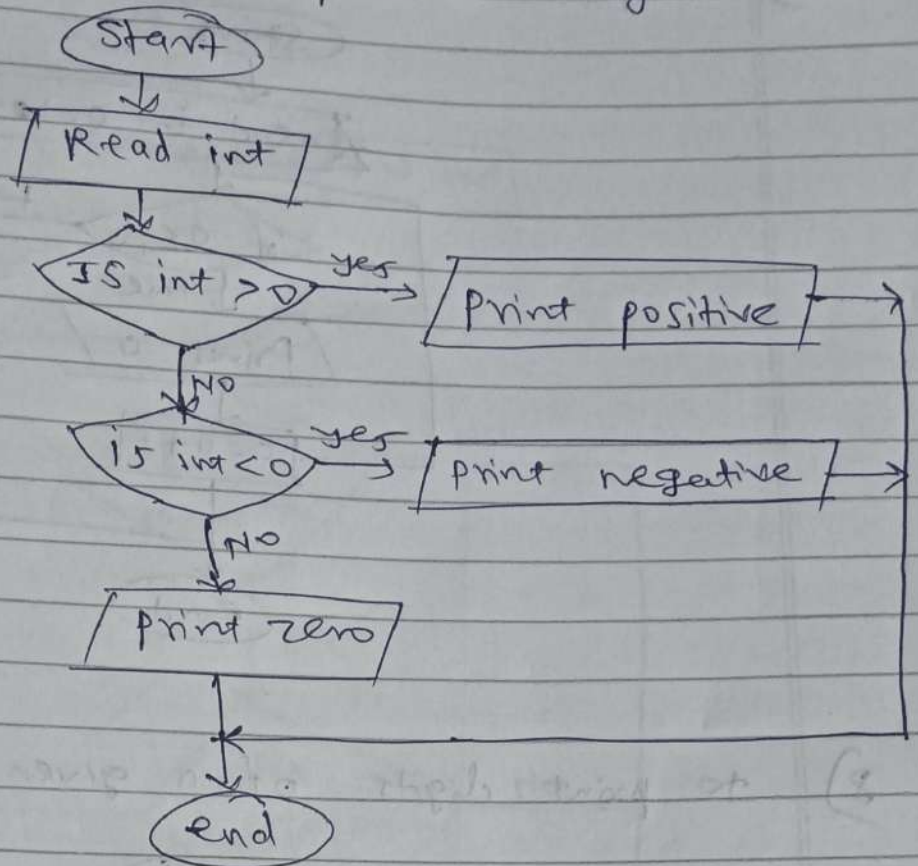 Start
Read int
IS int > 0
yes
Print positive
NO
is int < 0
yes
Print negative
NO
Print zero
end